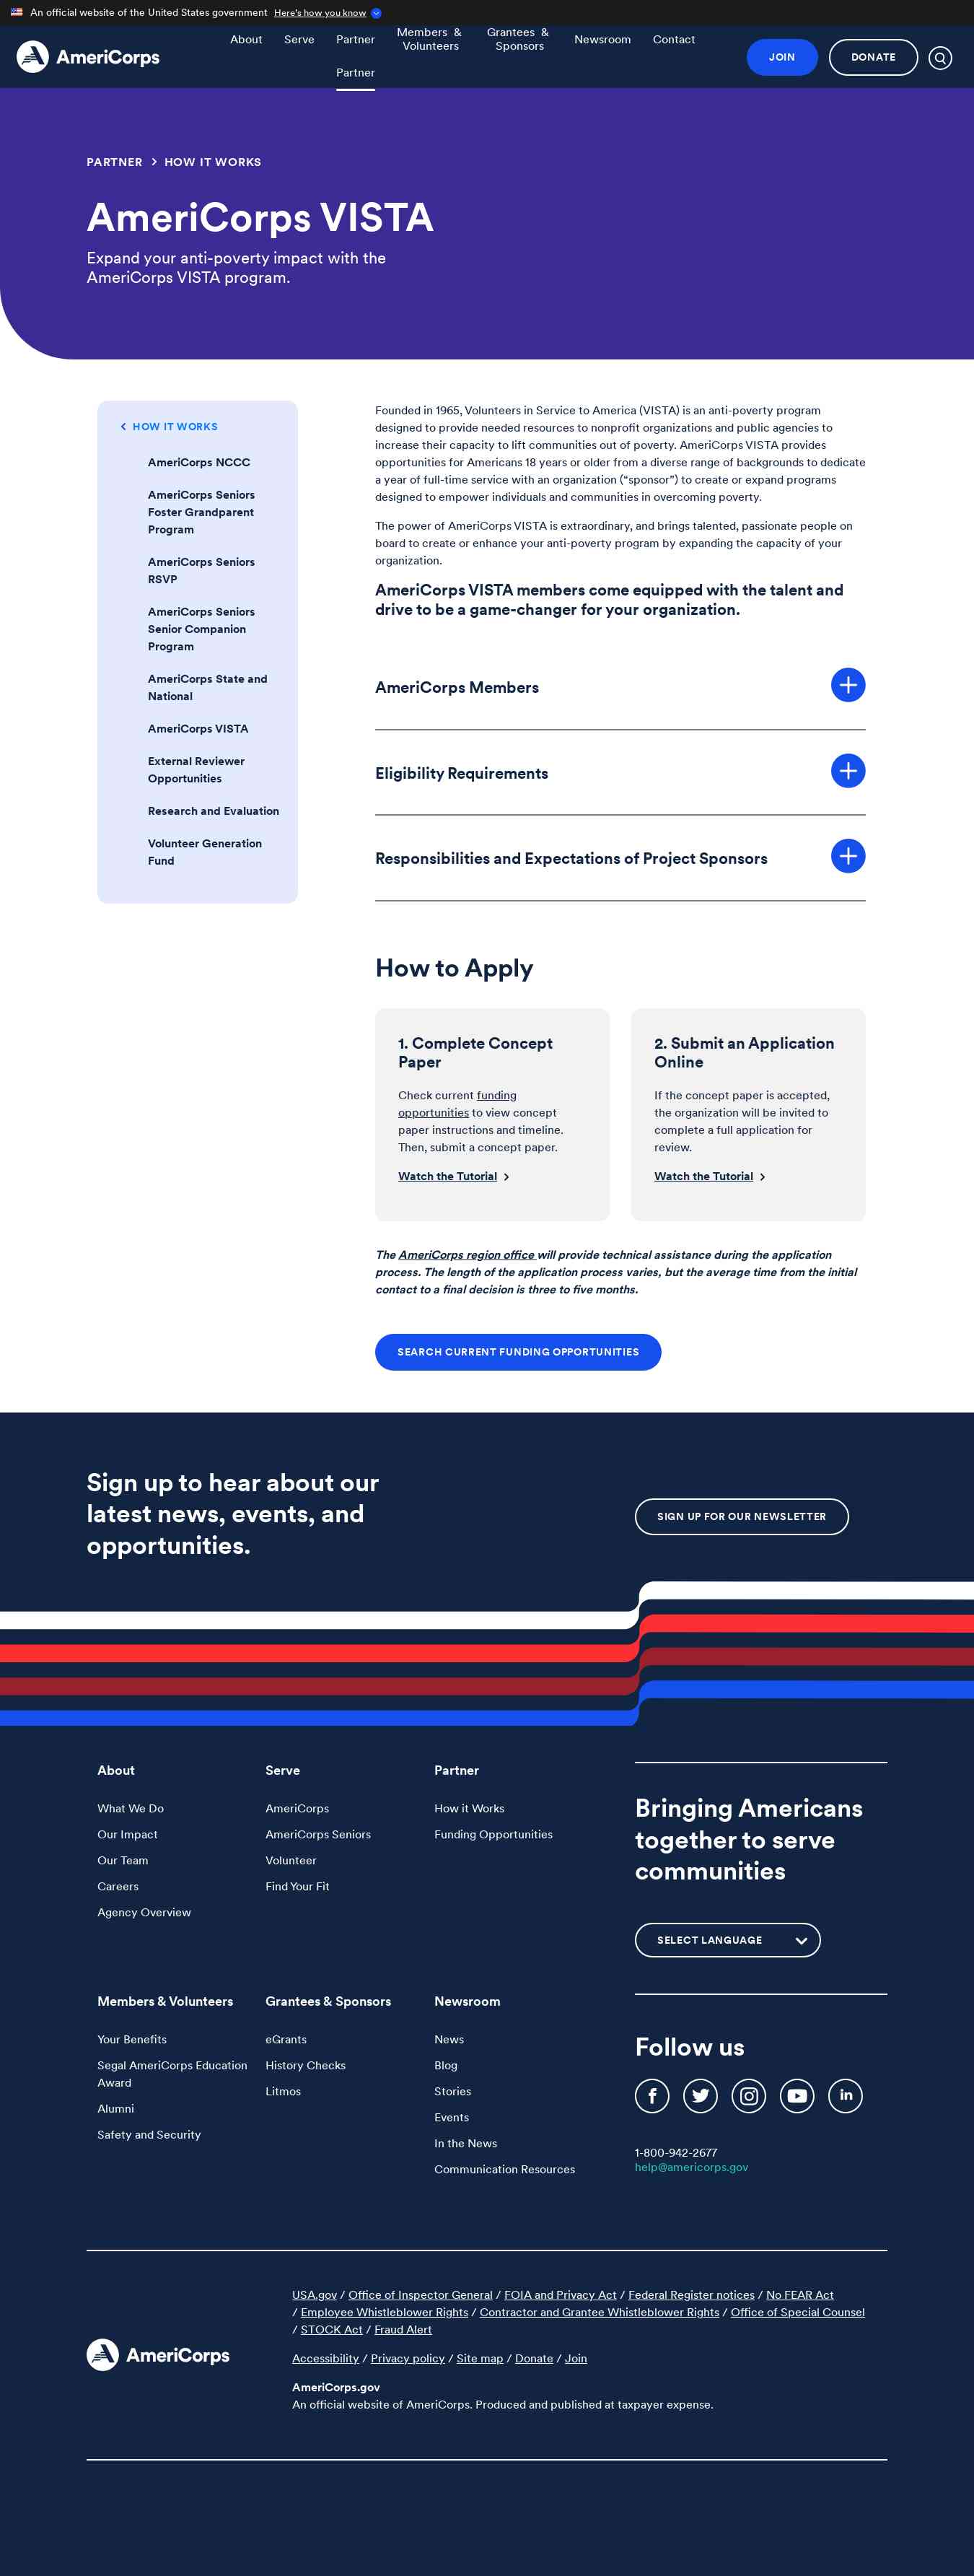 An official website of the United States government Here's how you know
AmeriCorps
About
Serve
Partner
Members &
Volunteers
Grantees &
Sponsors
Newsroom
Contact
JOIN
DONATE
Partner
PARTNER > HOW IT WORKS
AmeriCorps VISTA
Expand your anti-poverty impact with the
AmeriCorps VISTA program.
HOW IT WORKS
AmeriCorps NCCC
AmeriCorps Seniors
Foster Grandparent
Program
AmeriCorps Seniors
RSVP
AmeriCorps Seniors
Senior Companion
Program
AmeriCorps State and
National
AmeriCorps VISTA
External Reviewer
Opportunities
Research and Evaluation
Volunteer Generation
Fund
Founded in 1965, Volunteers in Service to America (VISTA) is an anti-poverty program
designed to provide needed resources to nonprofit organizations and public agencies to
increase their capacity to lift communities out of poverty. AmeriCorps VISTA provides
opportunities for Americans 18 years or older from a diverse range of backgrounds to dedicate
a year of full-time service with an organization (“sponsor”) to create or expand programs
designed to empower individuals and communities in overcoming poverty.
The power of AmeriCorps VISTA is extraordinary, and brings talented, passionate people on
board to create or enhance your anti-poverty program by expanding the capacity of your
organization.
AmeriCorps VISTA members come equipped with the talent and
drive to be a game-changer for your organization.
AmeriCorps Members
Eligibility Requirements
Responsibilities and Expectations of Project Sponsors
How to Apply
1. Complete Concept
Paper
Check current funding
opportunities to view concept
paper instructions and timeline.
Then, submit a concept paper.
Watch the Tutorial
2. Submit an Application
Online
If the concept paper is accepted,
the organization will be invited to
complete a full application for
review.
Watch the Tutorial
The AmeriCorps region office will provide technical assistance during the application
process. The length of the application process varies, but the average time from the initial
contact to a final decision is three to five months.
SEARCH CURRENT FUNDING OPPORTUNITIES
Sign up to hear about our
latest news, events, and
opportunities.
SIGN UP FOR OUR NEWSLETTER
About
What We Do
Our Impact
Our Team
Careers
Agency Overview
Serve
AmeriCorps
AmeriCorps Seniors
Volunteer
Find Your Fit
Partner
How it Works
Funding Opportunities
Bringing Americans
together to serve
communities
SELECT LANGUAGE
Members & Volunteers
Your Benefits
Segal AmeriCorps Education
Award
Alumni
Safety and Security
Grantees & Sponsors
eGrants
History Checks
Litmos
Newsroom
News
Blog
Stories
Events
In the News
Communication Resources
Follow us
1-800-942-2677
help@americorps.gov
AmeriCorps
USA.gov / Office of Inspector General / FOIA and Privacy Act / Federal Register notices / No FEAR Act
/ Employee Whistleblower Rights / Contractor and Grantee Whistleblower Rights / Office of Special Counsel
/ STOCK Act / Fraud Alert
Accessibility / Privacy policy / Site map / Donate / Join
AmeriCorps.gov
An official website of AmeriCorps. Produced and published at taxpayer expense.